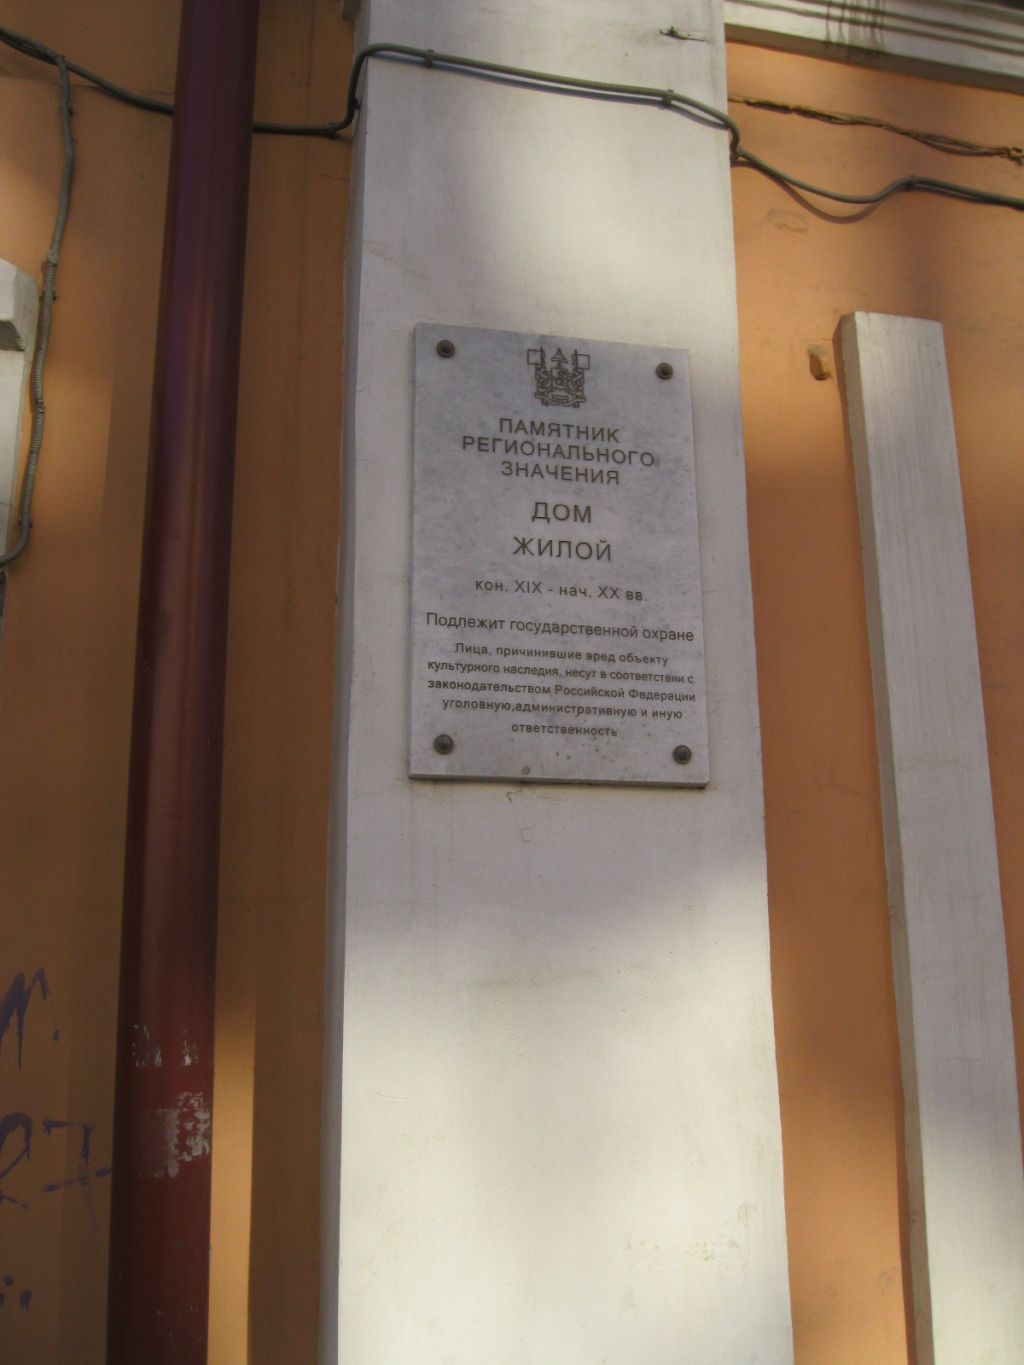 ПАМЯТНИК
РЕГИОНАЛЬНОГО
ЗНАЧЕНИЯ
ДОМ
ЖИЛОЙ
кон. XIX - нач. XX вв.
Подлежит государственной охране
Лица, причинившие вред объекту
культурного наследия, несут в соответствии с
законодательством Российской Федерации
уголовную,административную и иную
ответственность
27